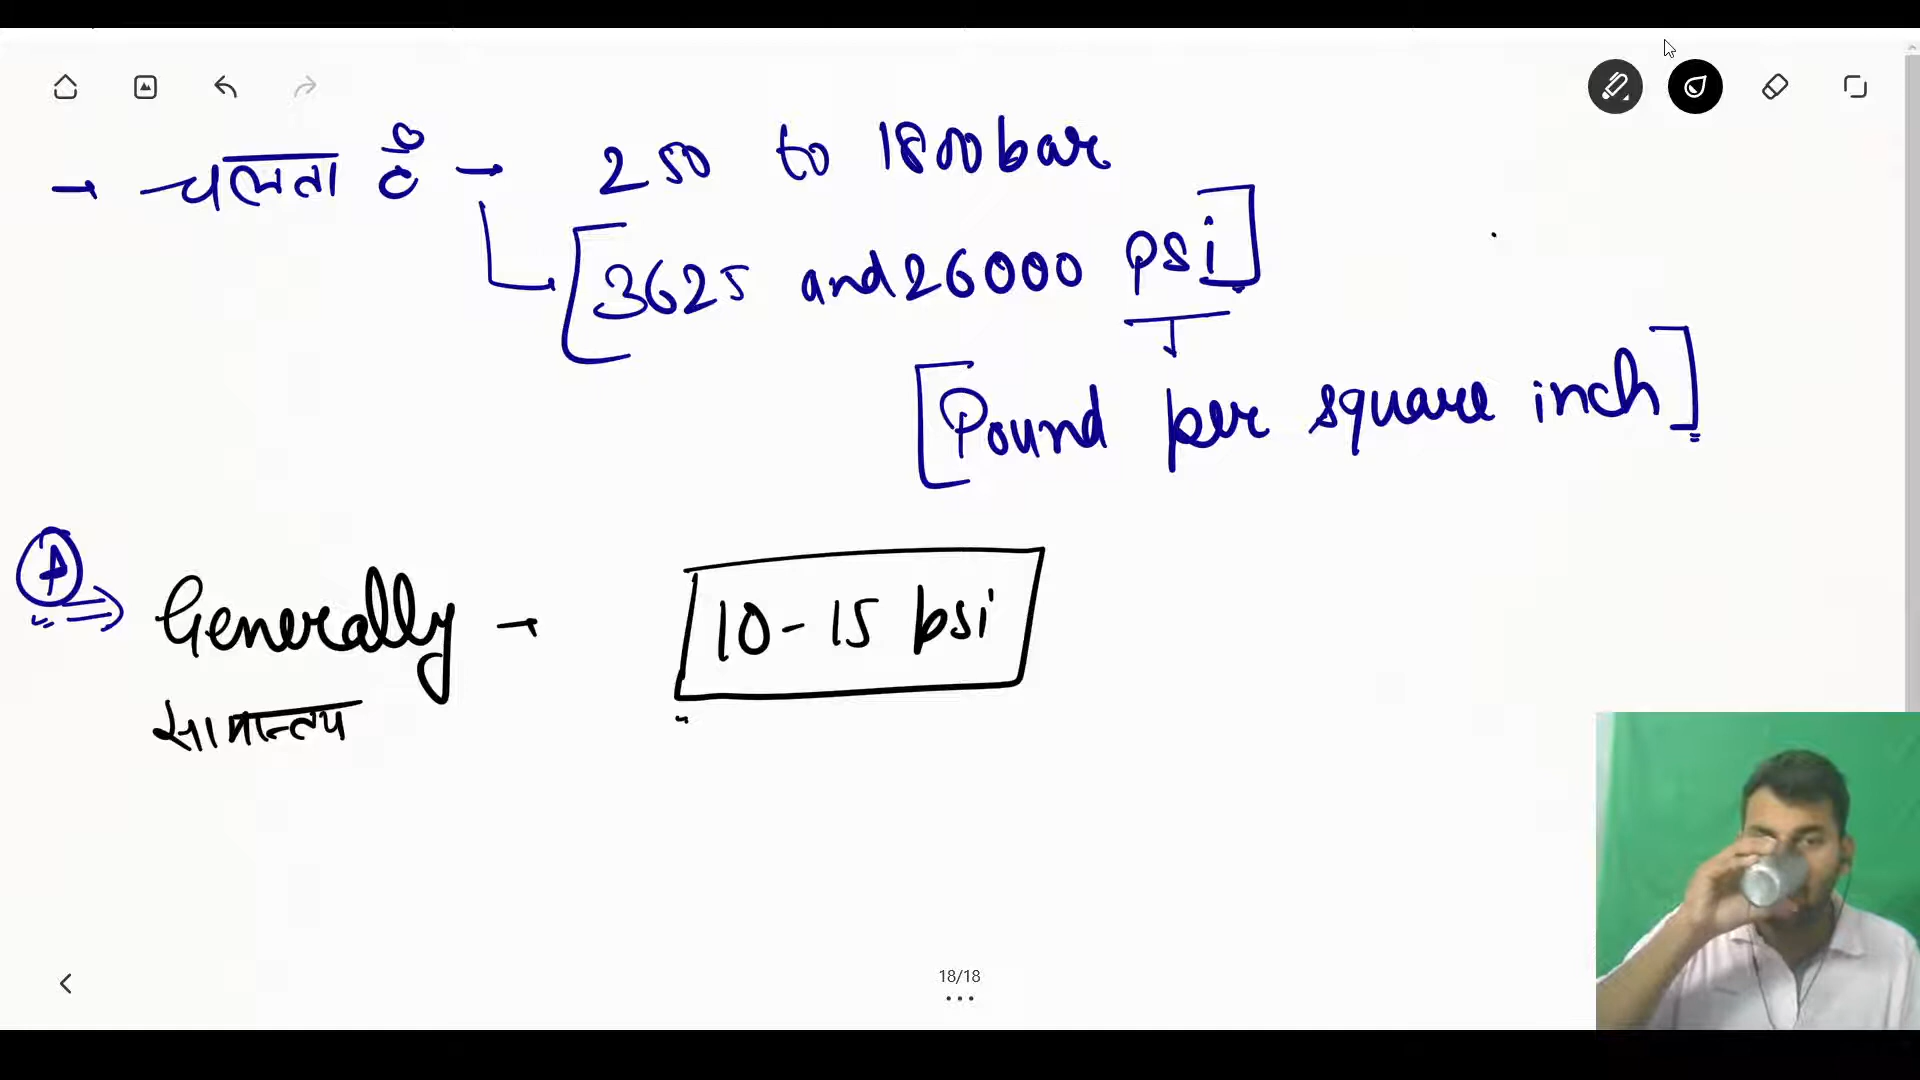 → चलता है → 250 to 1800 bar
[3625 and 26000 psi]
[Pound per square inch]
A ⇒ Generally → 10-15 psi
सामान्तय
18/18